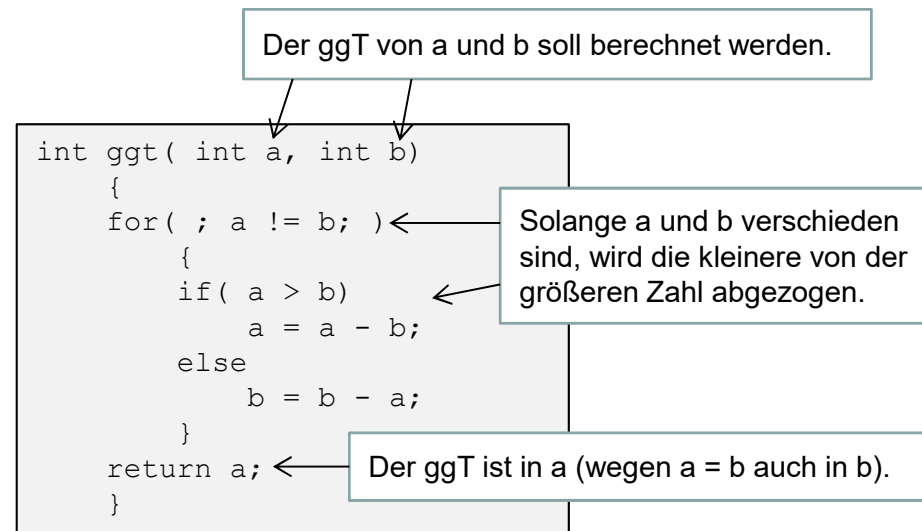 Der ggT von a und b soll berechnet werden.
int ggt( int a, int b)
{
for( ; a != b; )
Solange a und b verschieden
sind, wird die kleinere von der
größeren Zahl abgezogen.
{
if( a > b)
a = a - b;
else
b = b - a;
}
return a;
Der ggT ist in a (wegen a = b auch in b).
}